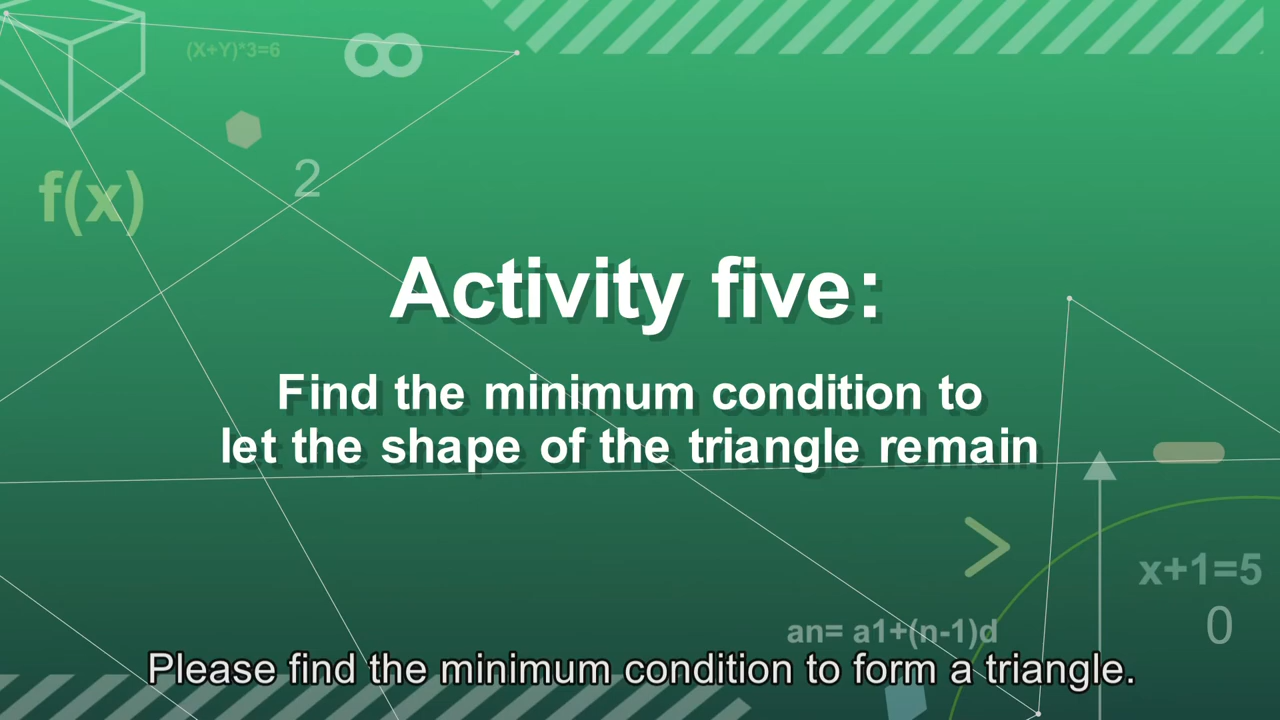 (X+Y)*3=6
f(x)
2
Activity five:
Find the minimum condition to
let the shape of the triangle remain
x+1=5
0
an= a1+(n-1)d
Please find the minimum condition to form a triangle.